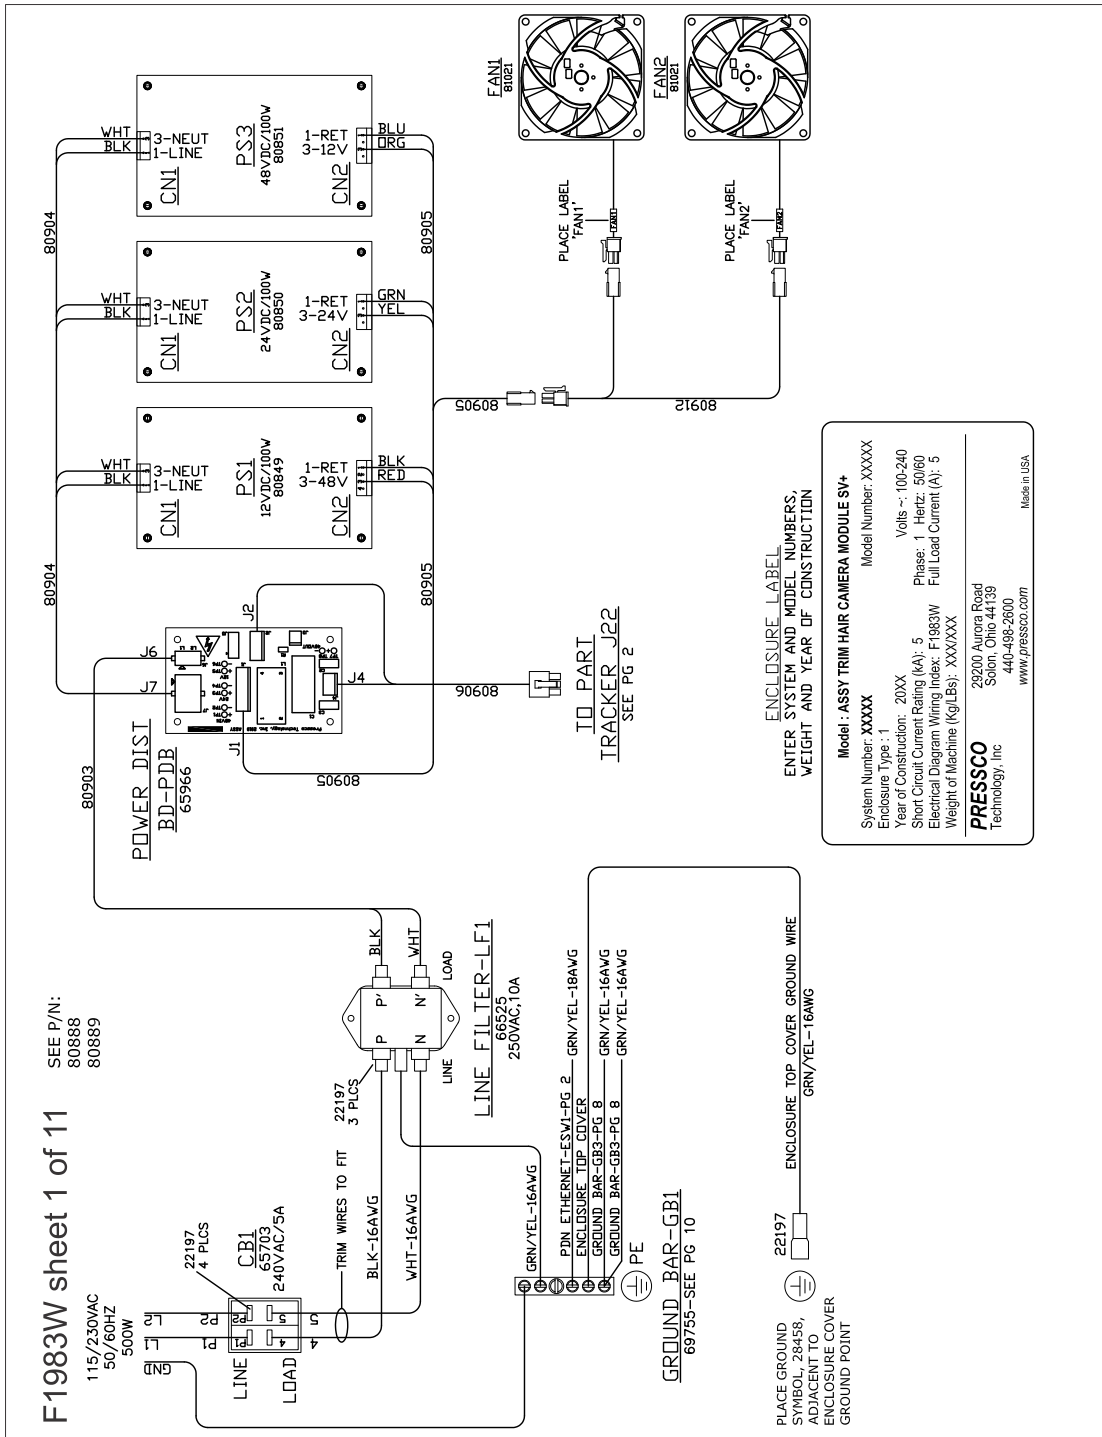 F1983W sheet 1 of 11
SEE P/N:
80888
80889
115/230VAC
50/60HZ
500W
GND
L1
L2
P1
P2
P1
P2
4
5
4
5
LINE
LOAD
22197
4 PLCS
CB1
65703
240VAC/5A
TRIM WIRES TO FIT
BLK-16AWG
WHT-16AWG
22197
3 PLCS
P
P'
N
N'
LINE
LOAD
BLK
WHT
LINE FILTER-LF1
66525
250VAC,10A
GRN/YEL-16AWG
PDN ETHERNET-ESW1-PG 2
GRN/YEL-18AWG
ENCLOSURE TOP COVER
GROUND BAR-GB3-PG 8
GRN/YEL-16AWG
GROUND BAR-GB3-PG 8
GRN/YEL-16AWG
PE
GROUND BAR-GB1
69755-SEE PG 10
PLACE GROUND
SYMBOL, 28458,
ADJACENT TO
ENCLOSURE COVER
GROUND POINT
22197
ENCLOSURE TOP COVER GROUND WIRE
GRN/YEL-16AWG
80903
POWER DIST
BD-PDB
65966
J6
J7
J1
J2
J4
80904
80905
80905
80906
TO PART
TRACKER J22
SEE PG 2
WHT
BLK
3-NEUT
1-LINE
CN1
PS1
12VDC/100W
80849
1-RET
3-48V
CN2
BLK
RED
WHT
BLK
3-NEUT
1-LINE
CN1
PS2
24VDC/100W
80850
1-RET
3-24V
CN2
GRN
YEL
80904
WHT
BLK
3-NEUT
1-LINE
CN1
PS3
48VDC/100W
80851
1-RET
3-12V
CN2
BLU
ORG
80905
80905
80912
PLACE LABEL
'FAN1'
FAN1
FAN1
81021
PLACE LABEL
'FAN2'
FAN2
FAN2
81021
ENCLOSURE LABEL
ENTER SYSTEM AND MODEL NUMBERS,
WEIGHT AND YEAR OF CONSTRUCTION
Model : ASSY TRIM HAIR CAMERA MODULE SV+
System Number: XXXXX Model Number: XXXXX
Enclosure Type : 1
Year of Construction: 20XX Volts ~: 100-240
Short Circuit Current Rating (kA): 5 Phase: 1 Hertz: 50/60
Electrical Diagram Wiring Index: F1983W Full Load Current (A): 5
Weight of Machine (Kg/LBs): XXX/XXX
PRESSCO
Technology, Inc
29200 Aurora Road
Solon, Ohio 44139
440-498-2600
www.pressco.com
Made in USA